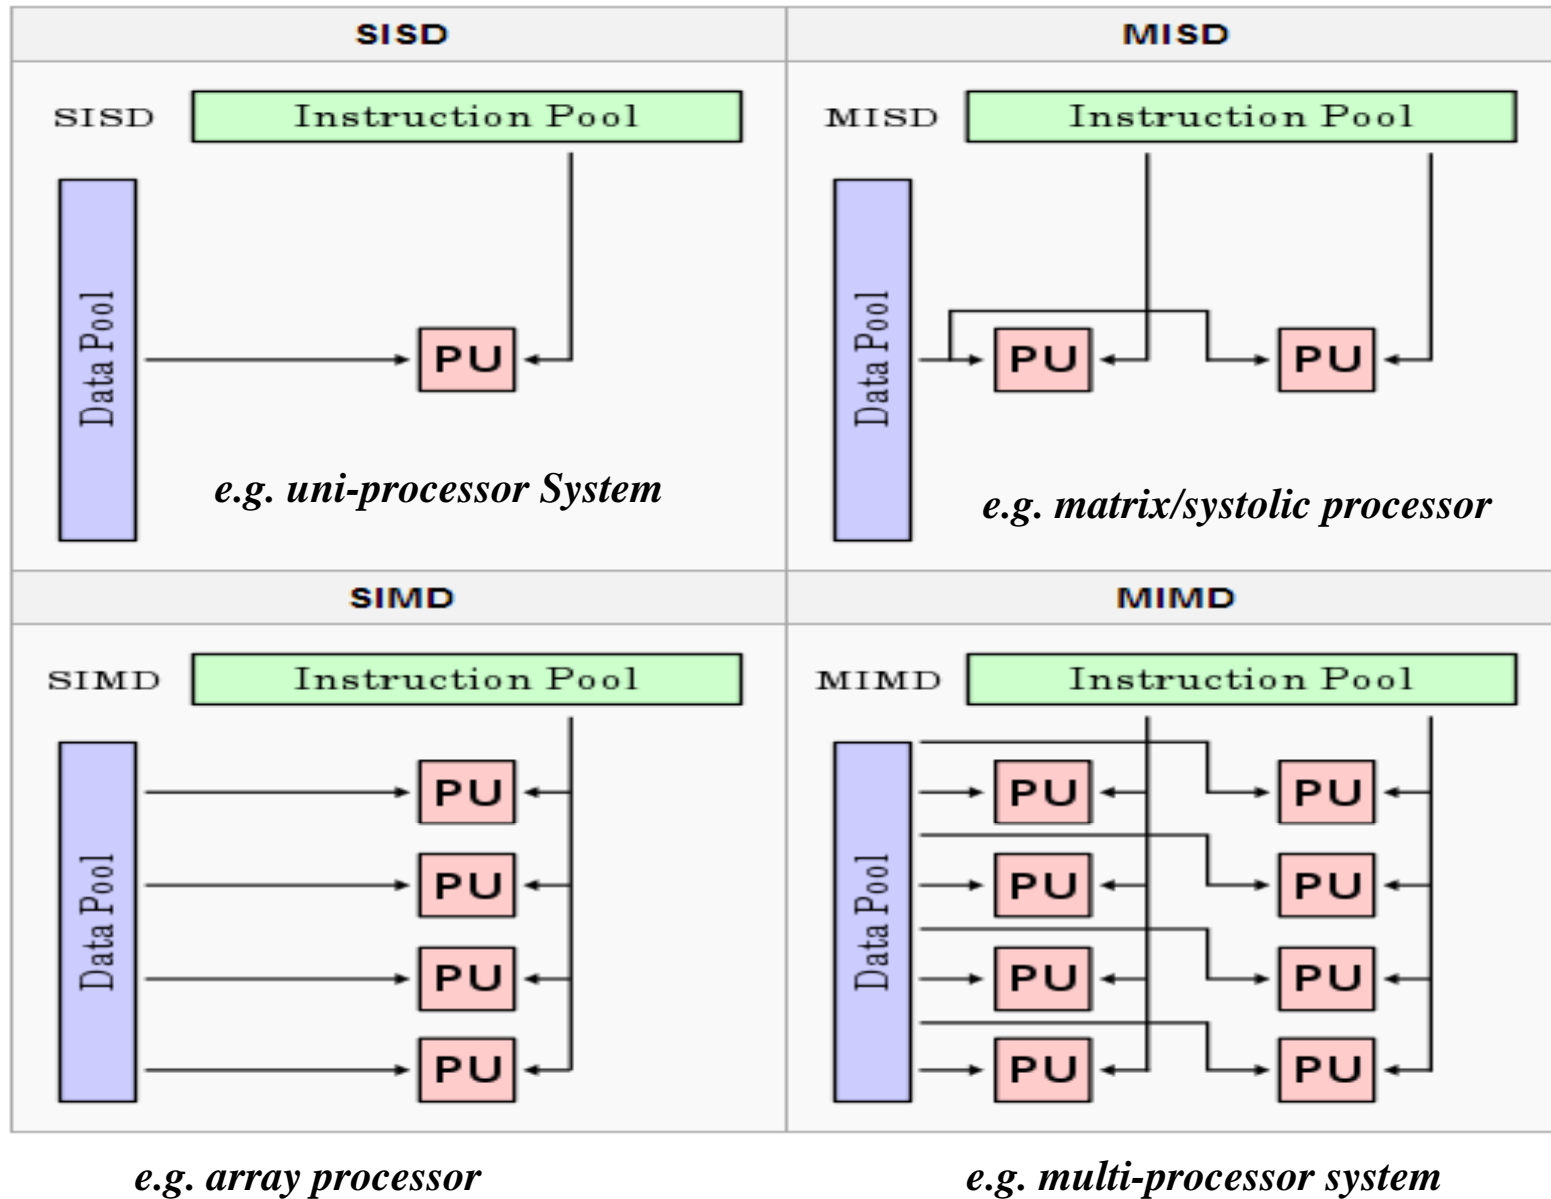 SISD
MISD
SISD
Instruction Pool
Data Pool
PU
e.g. uni-processor System
MISD
Instruction Pool
Data Pool
PU
PU
e.g. matrix/systolic processor
SIMD
MIMD
SIMD
Instruction Pool
Data Pool
PU
PU
PU
PU
MIMD
Instruction Pool
Data Pool
PU
PU
PU
PU
PU
PU
PU
PU
e.g. array processor
e.g. multi-processor system